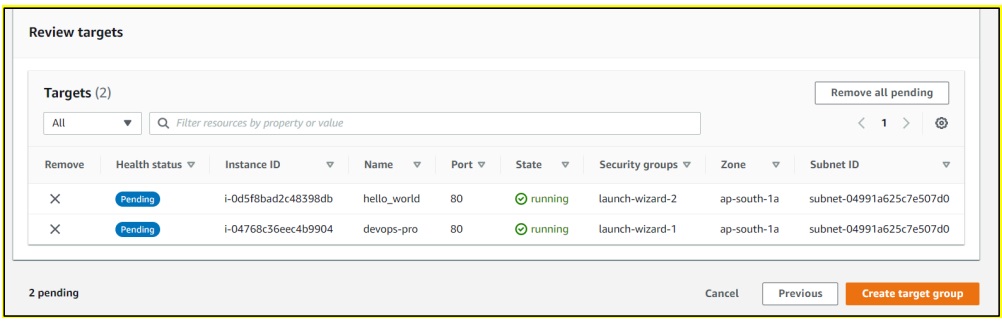 Review targets
Targets (2)
Remove all pending
All
Filter resources by property or value
1
Remove Health status Instance ID Name Port State Security groups Zone Subnet ID
Pending i-0d5f8bad2c48398db hello_world 80 running launch-wizard-2 ap-south-1a subnet-04991a625c7e507d0
Pending i-04768c36eec4b9904 devops-pro 80 running launch-wizard-1 ap-south-1a subnet-04991a625c7e507d0
2 pending
Cancel
Previous
Create target group